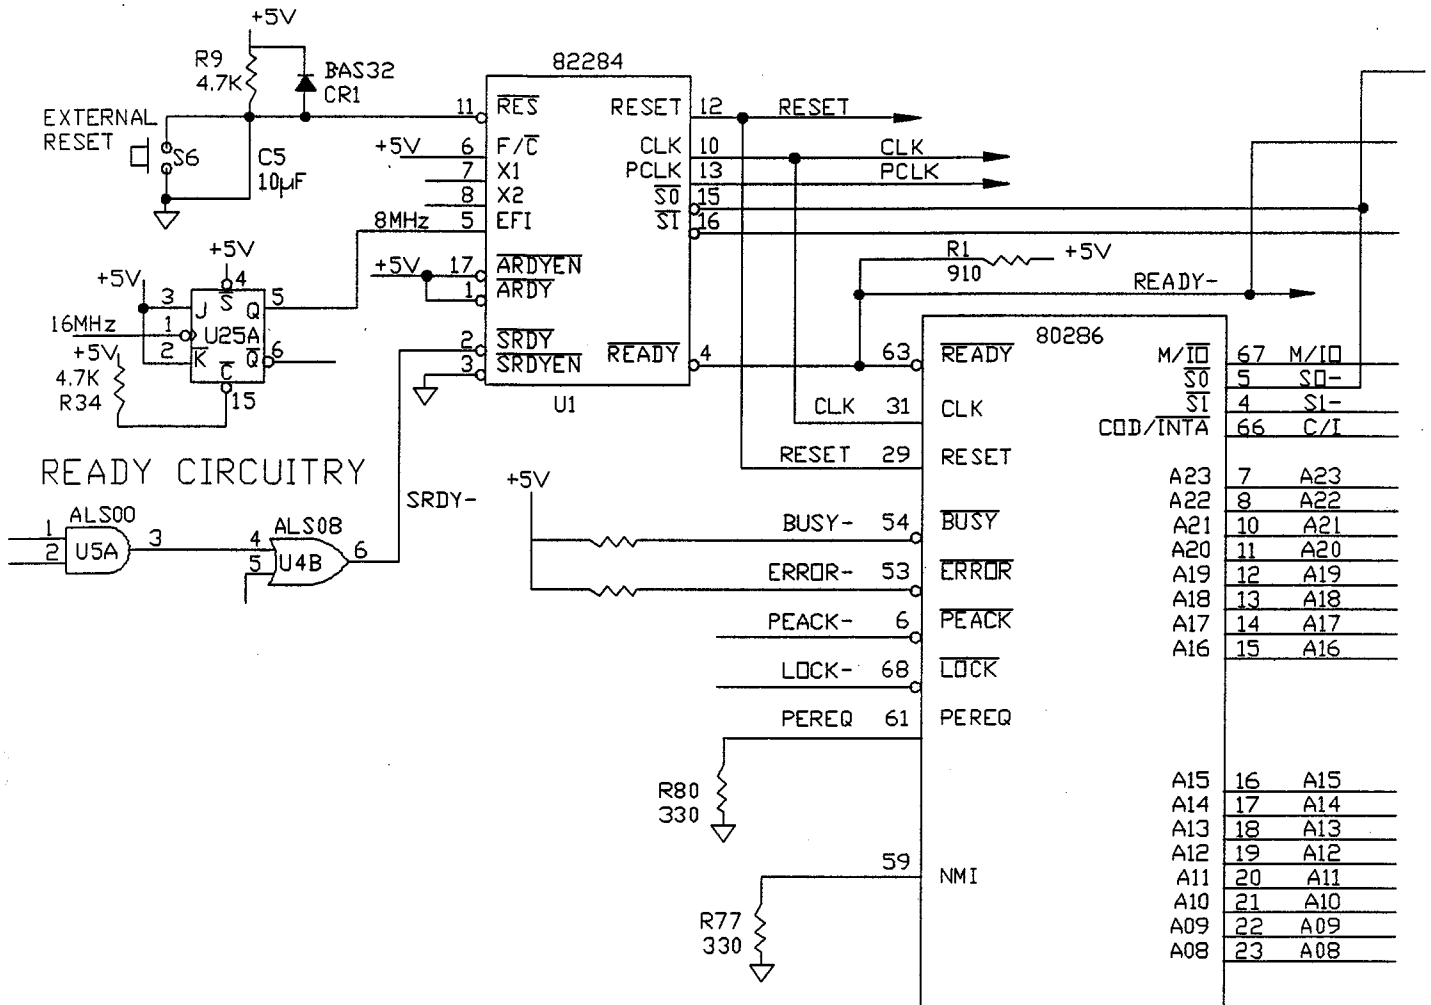 +5V
R9
4.7K
BAS32
CR1
EXTERNAL
RESET
S6
C5
10µF
82284
11 RES RESET 12 RESET
+5V 6 F/C CLK 10 CLK
7 X1 PCLK 13 PCLK
8 X2 S0 15
8MHz 5 EFI S1 16
+5V 17 ARDYEN
1 ARDY
2 SRDY
3 SRDYEN READY 4
U1
R1
910
+5V
READY-
+5V
+5V
4
3 J S Q 5
16MHz 1 U25A
2 K Q 6
C
15
+5V
4.7K
R34
READY CIRCUITRY
ALS00
1
2
U5A
3
ALS08
4
5
U4B
6
SRDY-
80286
63 READY
CLK 31 CLK
RESET 29 RESET
+5V
BUSY- 54 BUSY
ERROR- 53 ERROR
PEACK- 6 PEACK
LOCK- 68 LOCK
PEREQ 61 PEREQ
R80
330
59 NMI
R77
330
M/IO 67 M/IO
S0 5 S0-
S1 4 S1-
COD/INTA 66 C/I
A23 7 A23
A22 8 A22
A21 10 A21
A20 11 A20
A19 12 A19
A18 13 A18
A17 14 A17
A16 15 A16
A15 16 A15
A14 17 A14
A13 18 A13
A12 19 A12
A11 20 A11
A10 21 A10
A09 22 A09
A08 23 A08